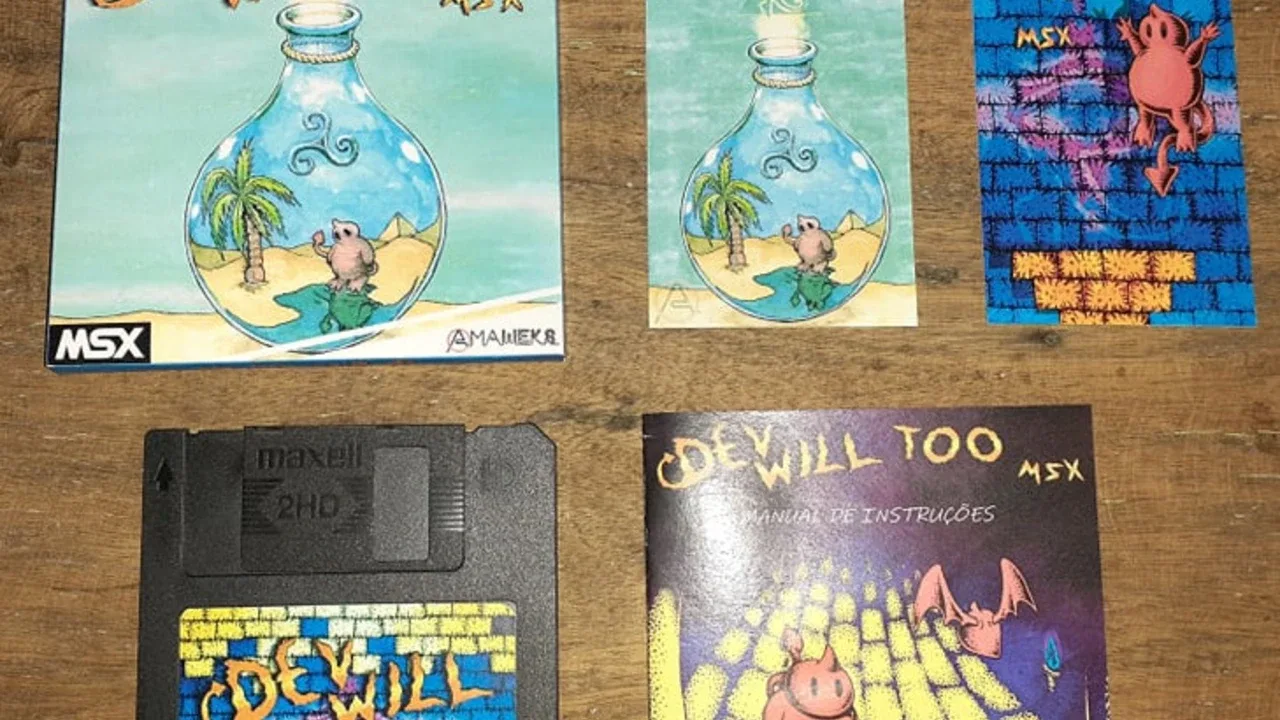 MSX
MSX
AMAWEKS
MSX
maxell
2HD
DEVWILL
DEVWILL TOO
MSX
MANUAL DE INSTRUÇÕES